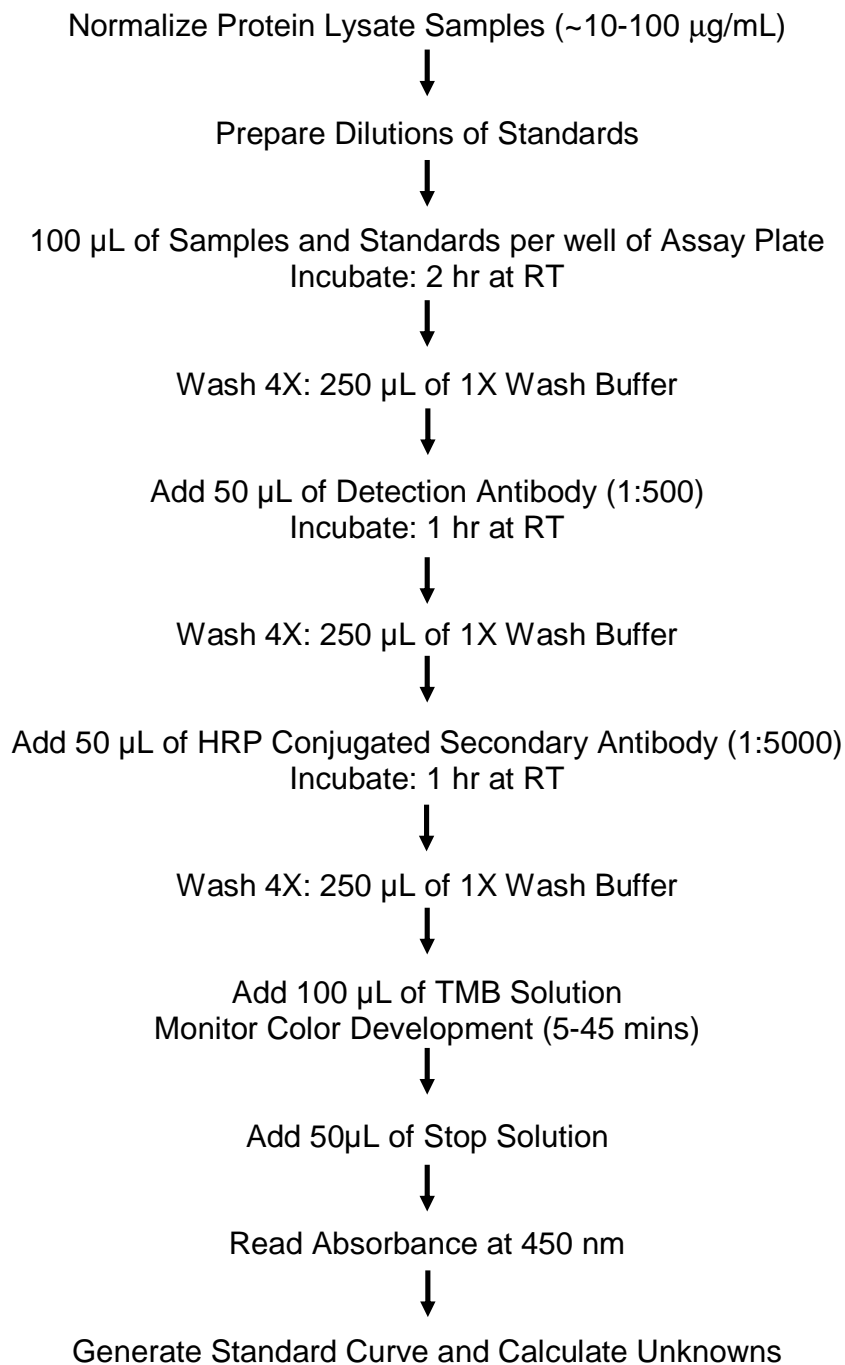 Normalize Protein Lysate Samples (~10-100 μg/mL)
Prepare Dilutions of Standards
100 µL of Samples and Standards per well of Assay Plate
Incubate: 2 hr at RT
Wash 4X: 250 µL of 1X Wash Buffer
Add 50 µL of Detection Antibody (1:500)
Incubate: 1 hr at RT
Wash 4X: 250 µL of 1X Wash Buffer
Add 50 µL of HRP Conjugated Secondary Antibody (1:5000)
Incubate: 1 hr at RT
Wash 4X: 250 µL of 1X Wash Buffer
Add 100 µL of TMB Solution
Monitor Color Development (5-45 mins)
Add 50µL of Stop Solution
Read Absorbance at 450 nm
Generate Standard Curve and Calculate Unknowns